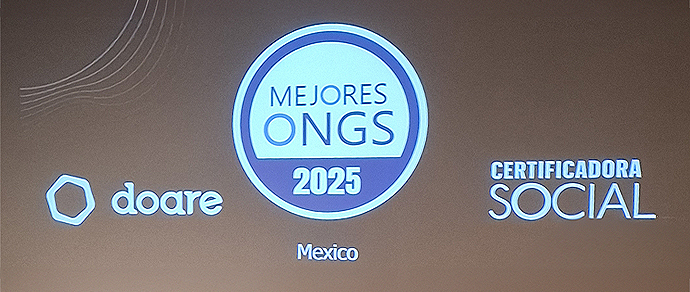 MEJORES
ONGS
2025
doare
CERTIFICADORA
SOCIAL
Mexico